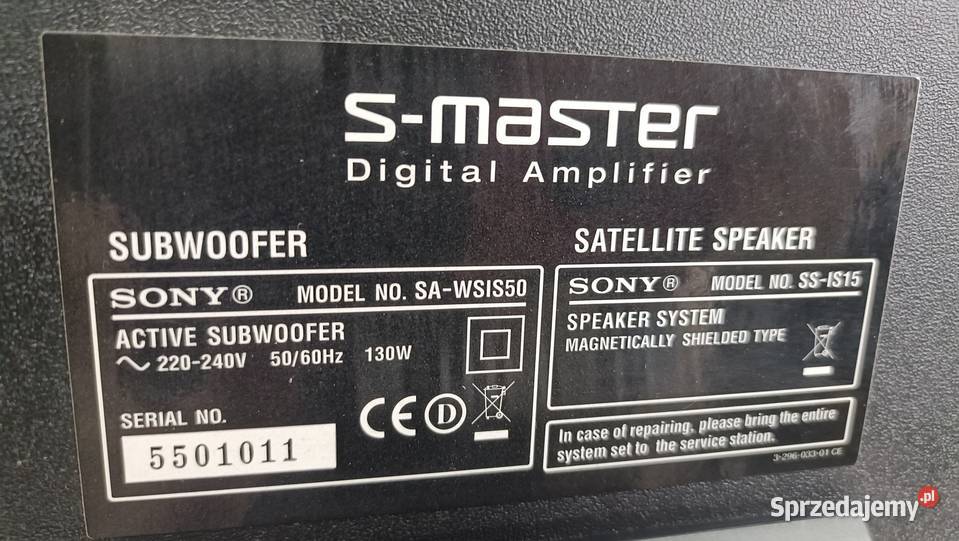 S-master
Digital Amplifier
SUBWOOFER
SONY® MODEL NO. SA-WSIS50
ACTIVE SUBWOOFER
~ 220-240V 50/60Hz 130W
SERIAL NO.
5501011
CE D
SATELLITE SPEAKER
SONY® MODEL NO. SS-IS15
SPEAKER SYSTEM
MAGNETICALLY SHIELDED TYPE
In case of repairing, please bring the entire
system set to the service station.
3-296-033-01 CE
Sprzedajemy.pl